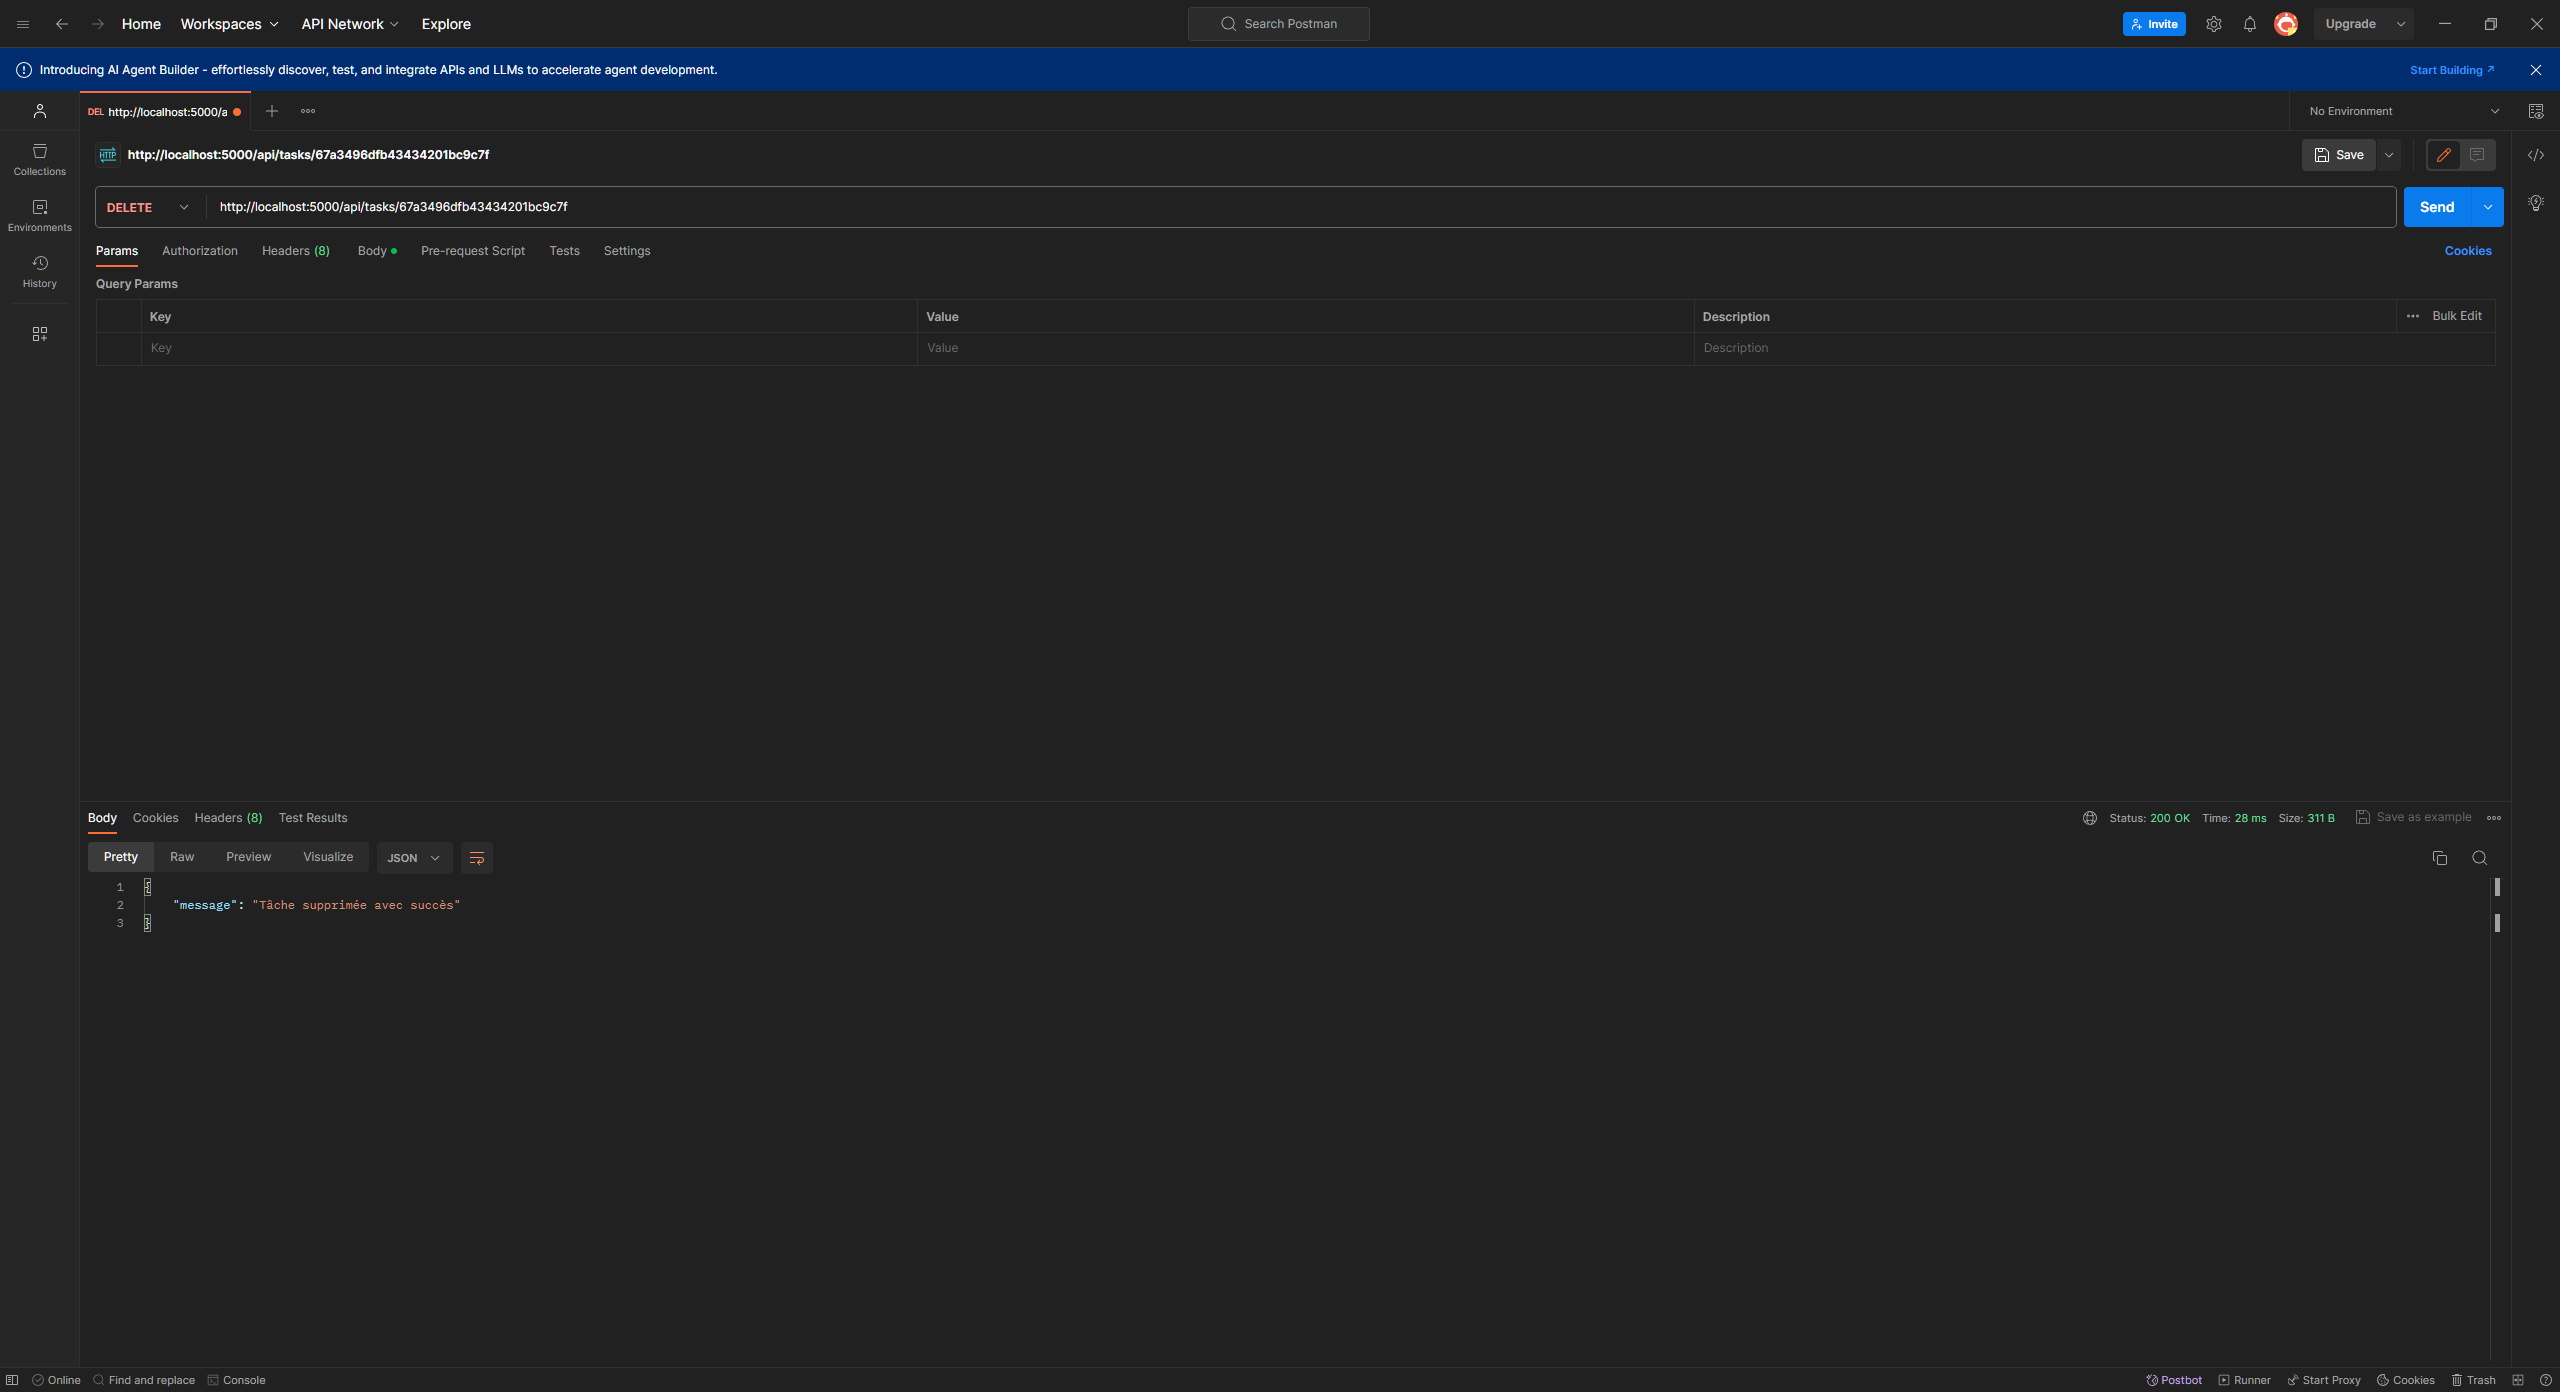 Home Workspaces API Network Explore Search Postman Invite Upgrade
Introducing AI Agent Builder - effortlessly discover, test, and integrate APIs and LLMs to accelerate agent development. Start Building
DEL http://localhost:5000/a No Environment
HTTP http://localhost:5000/api/tasks/67a3496dfb43434201bc9c7f Save
Collections
Environments
History
DELETE http://localhost:5000/api/tasks/67a3496dfb43434201bc9c7f Send
Params Authorization Headers (8) Body Pre-request Script Tests Settings Cookies
Query Params
Key Value Description Bulk Edit
Key Value Description
Body Cookies Headers (8) Test Results Status: 200 OK Time: 28 ms Size: 311 B Save as example
Pretty Raw Preview Visualize JSON
1 {
2 "message": "Tâche supprimée avec succès"
3 }
Online Find and replace Console Postbot Runner Start Proxy Cookies Trash